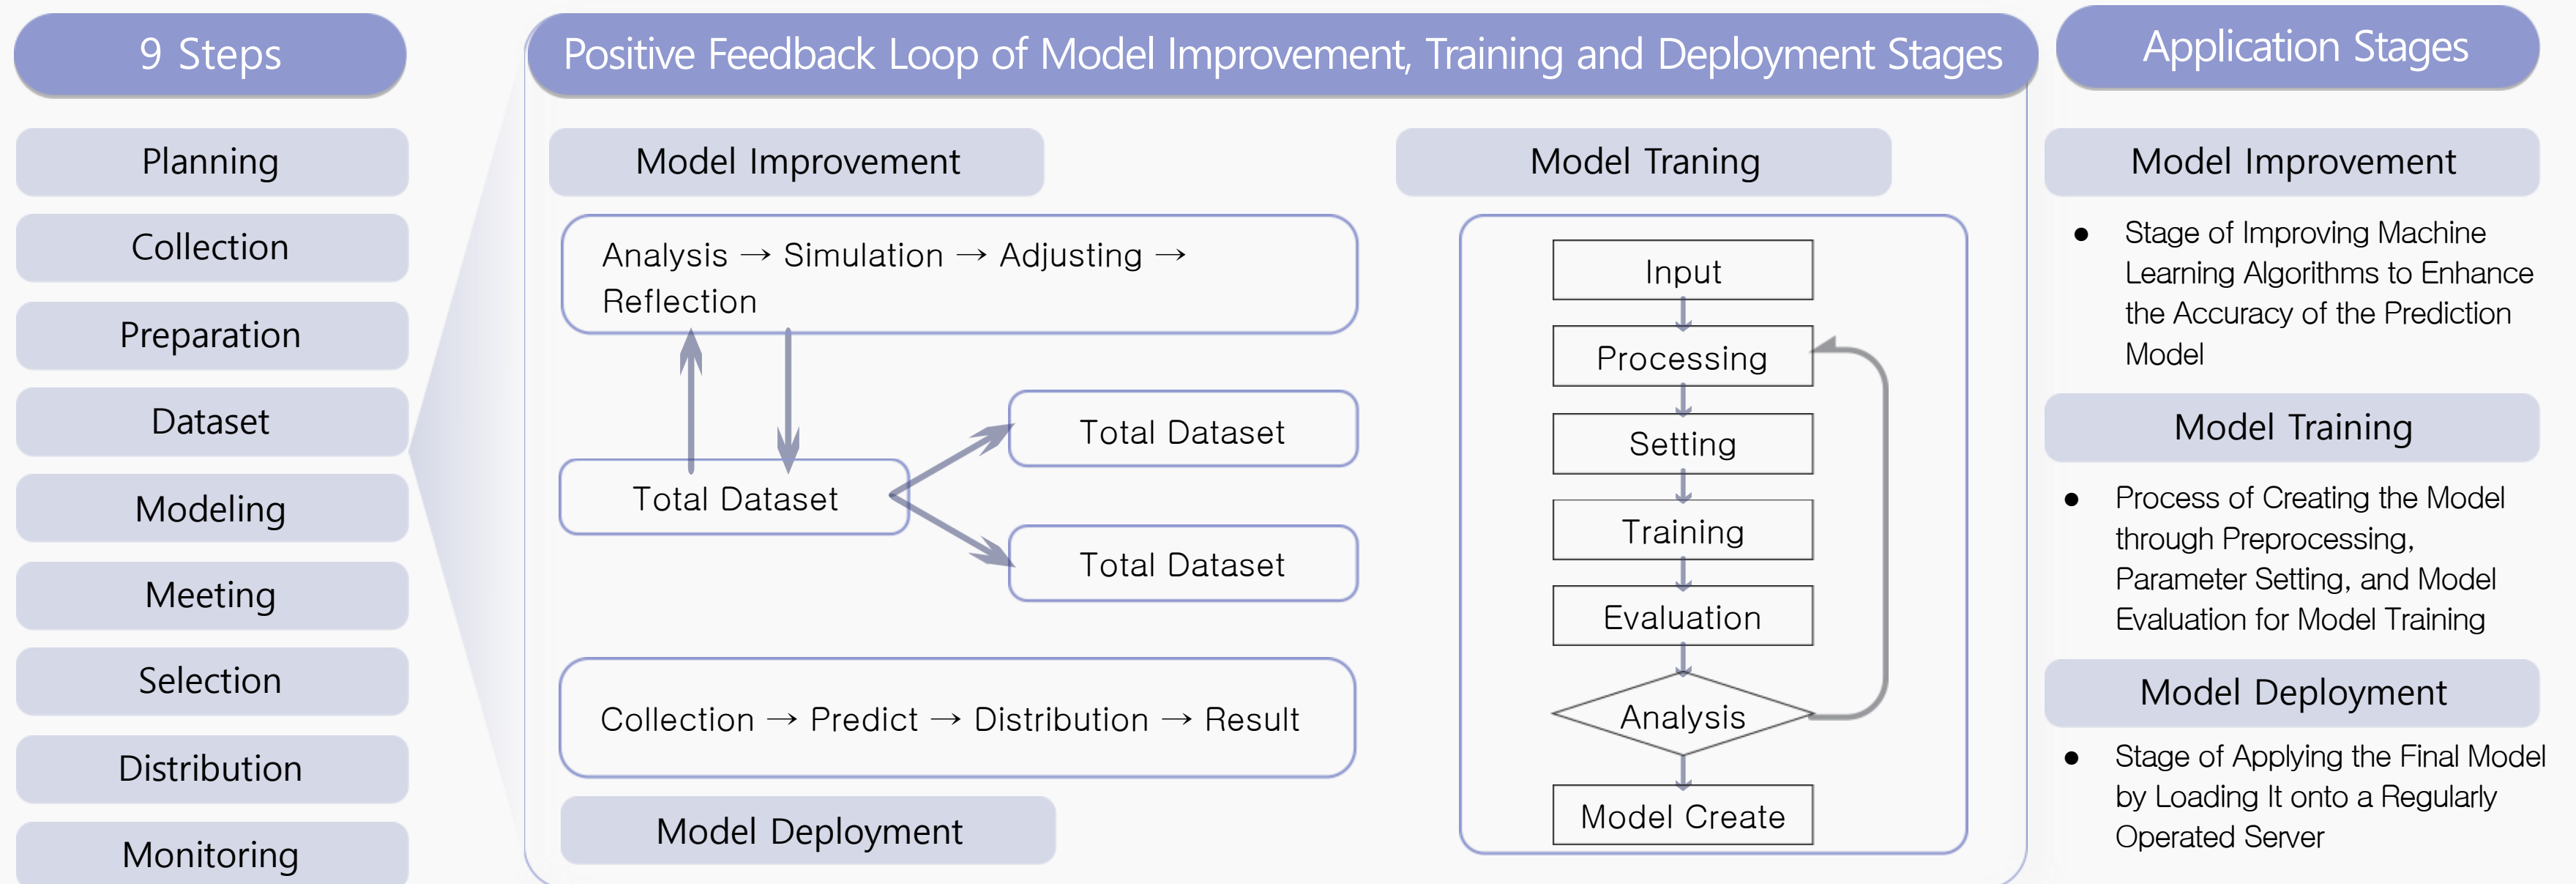 9 Steps
Planning
Collection
Preparation
Dataset
Modeling
Meeting
Selection
Distribution
Monitoring
Positive Feedback Loop of Model Improvement, Training and Deployment Stages
Model Improvement
Analysis → Simulation → Adjusting →
Reflection
Total Dataset
Total Dataset
Total Dataset
Collection → Predict → Distribution → Result
Model Deployment
Model Traning
Input
Processing
Setting
Training
Evaluation
Analysis
Model Create
Application Stages
Model Improvement
● Stage of Improving Machine
Learning Algorithms to Enhance
the Accuracy of the Prediction
Model
Model Training
● Process of Creating the Model
through Preprocessing,
Parameter Setting, and Model
Evaluation for Model Training
Model Deployment
● Stage of Applying the Final Model
by Loading It onto a Regularly
Operated Server